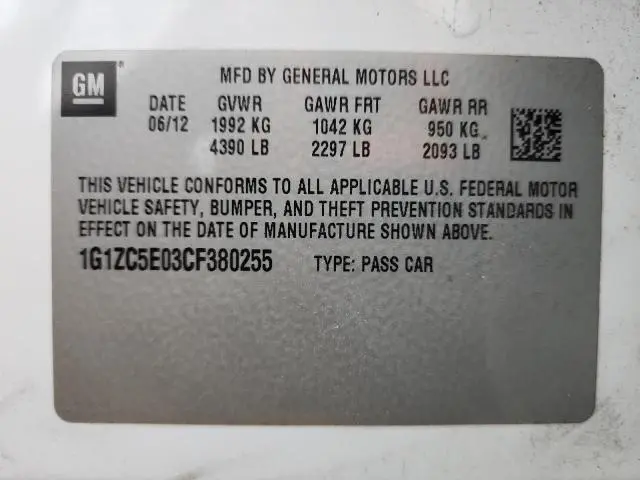 GM ®
MFD BY GENERAL MOTORS LLC
DATE GVWR GAWR FRT GAWR RR
06/12 1992 KG 1042 KG 950 KG
4390 LB 2297 LB 2093 LB
THIS VEHICLE CONFORMS TO ALL APPLICABLE U.S. FEDERAL MOTOR
VEHICLE SAFETY, BUMPER, AND THEFT PREVENTION STANDARDS IN
EFFECT ON THE DATE OF MANUFACTURE SHOWN ABOVE.
1G1ZC5E03CF380255 TYPE: PASS CAR